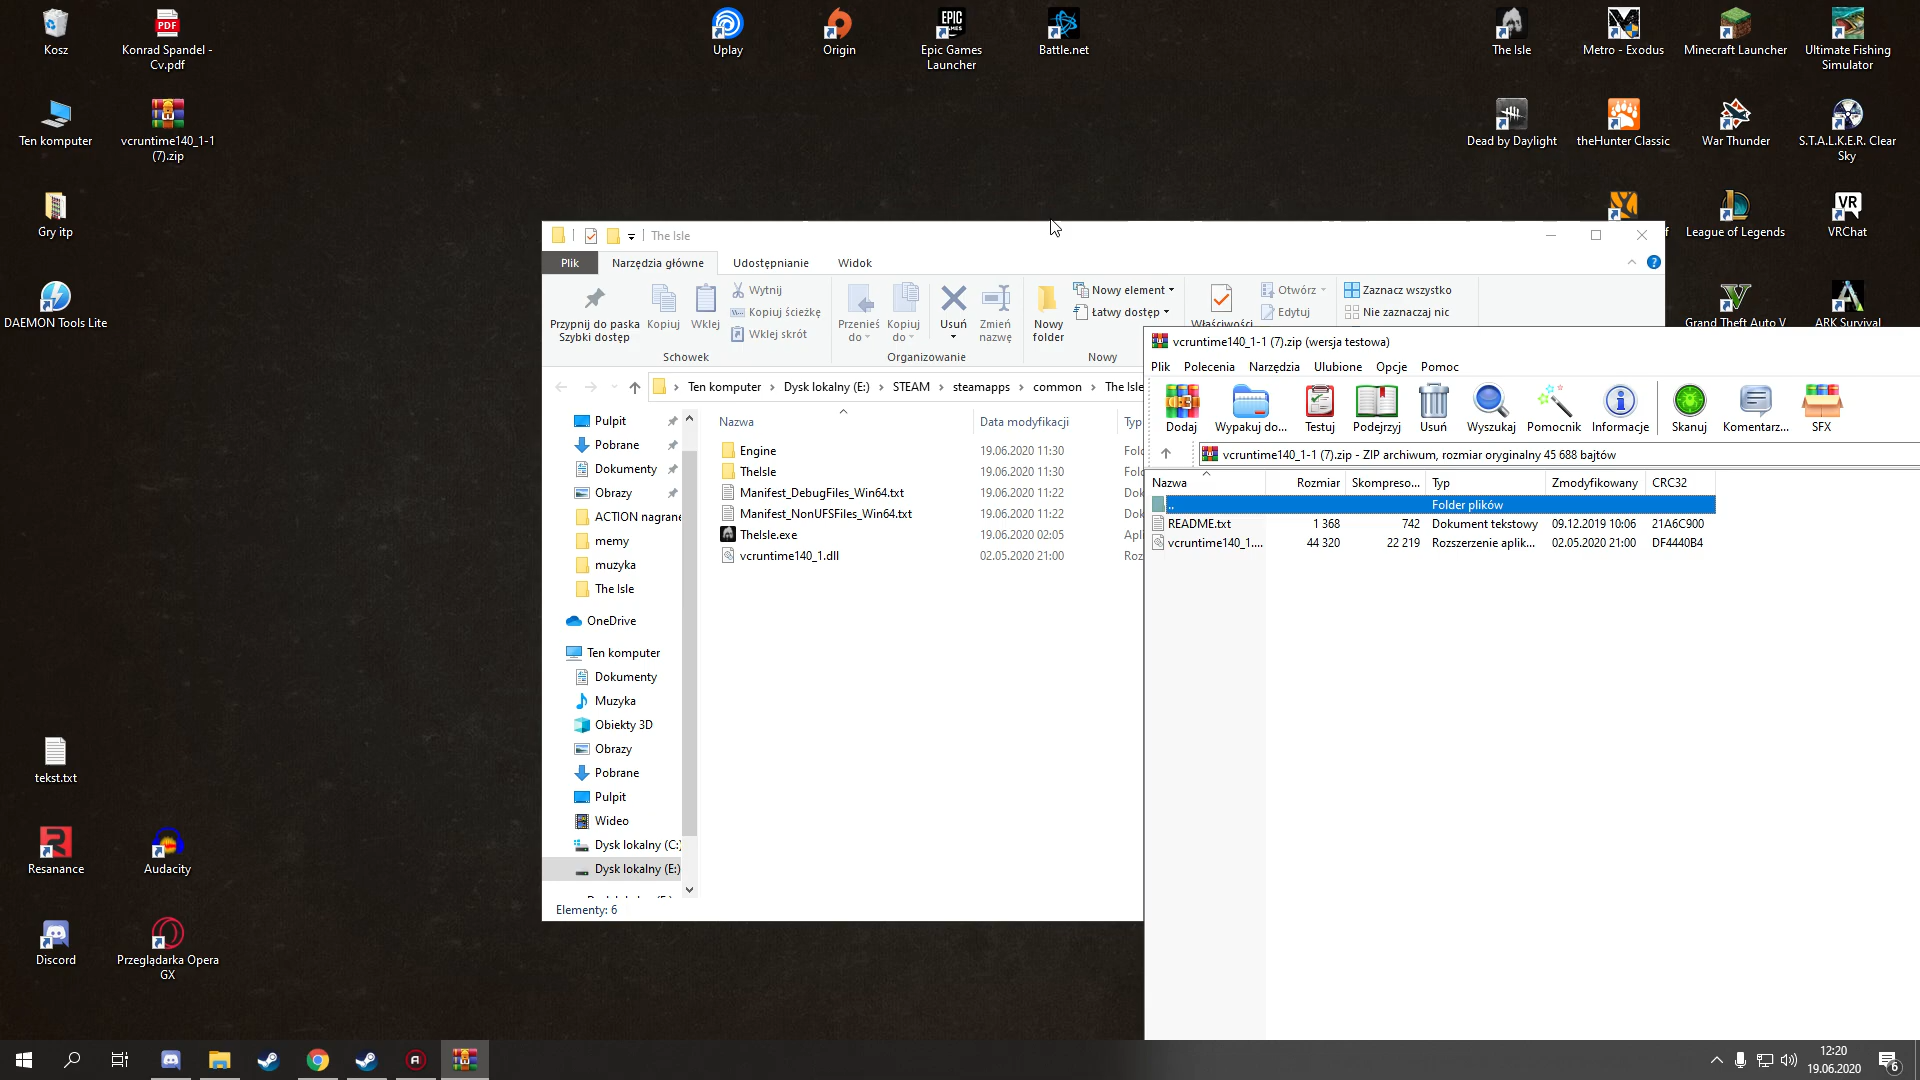 Kosz
Konrad Spandel -
Cv.pdf
Uplay
Origin
Epic Games
Launcher
Battle.net
The Isle
Metro - Exodus
Minecraft Launcher
Ultimate Fishing
Simulator
Ten komputer
vcruntime140_1-1
(7).zip
Dead by Daylight
theHunter Classic
War Thunder
S.T.A.L.K.E.R. Clear
Sky
Gry itp
League of Legends
VRChat
DAEMON Tools Lite
Grand Theft Auto V
ARK Survival
tekst.txt
Resanance
Audacity
Discord
Przeglądarka Opera
GX
The Isle
Plik
Narzędzia główne
Udostępnianie
Widok
Przypnij do paska
Szybki dostęp
Kopiuj
Wklej
Wytnij
Kopiuj ścieżkę
Wklej skrót
Schowek
Przenieś
do
Kopiuj
do
Usuń
Zmień
nazwę
Organizowanie
Nowy
folder
Nowy element
Łatwy dostęp
Nowy
Właściwości
Otwórz
Edytuj
Zaznacz wszystko
Nie zaznaczaj nic
Ten komputer > Dysk lokalny (E:) > STEAM > steamapps > common > The Isle
Nazwa
Data modyfikacji
Typ
Engine 19.06.2020 11:30
TheIsle 19.06.2020 11:30
Manifest_DebugFiles_Win64.txt 19.06.2020 11:22 Dok
Manifest_NonUFSFiles_Win64.txt 19.06.2020 11:22 Dok
TheIsle.exe 19.06.2020 02:05 Apli
vcruntime140_1.dll 02.05.2020 21:00 Roz
Pulpit
Pobrane
Dokumenty
Obrazy
ACTION nagrane
memy
muzyka
The Isle
OneDrive
Ten komputer
Dokumenty
Muzyka
Obiekty 3D
Obrazy
Pobrane
Pulpit
Wideo
Dysk lokalny (C:)
Dysk lokalny (E:)
Elementy: 6
vcruntime140_1-1 (7).zip (wersja testowa)
Plik Polecenia Narzędzia Ulubione Opcje Pomoc
Dodaj Wypakuj do... Testuj Podejrzyj Usuń Wyszukaj Pomocnik Informacje Skanuj Komentarz... SFX
vcruntime140_1-1 (7).zip - ZIP archiwum, rozmiar oryginalny 45 688 bajtów
Nazwa Rozmiar Skompreso... Typ Zmodyfikowany CRC32
.. Folder plików
README.txt 1 368 742 Dokument tekstowy 09.12.2019 10:06 21A6C900
vcruntime140_1.... 44 320 22 219 Rozszerzenie aplik... 02.05.2020 21:00 DF4440B4
12:20
19.06.2020
6